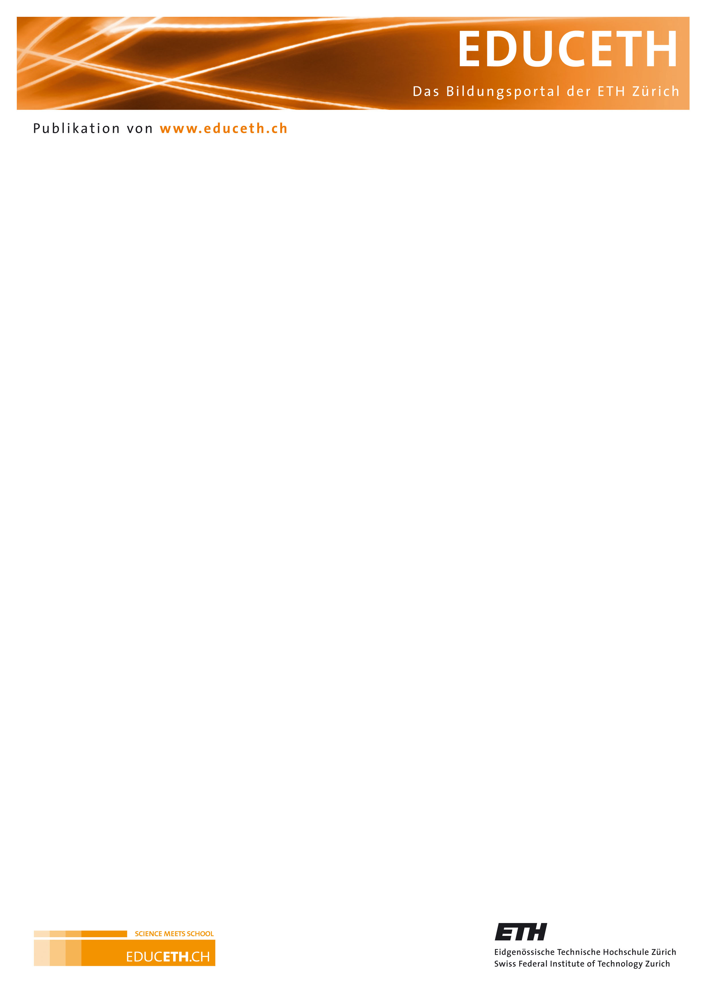 EDUCETH
Das Bildungsportal der ETH Zürich
Publikation von www.educeth.ch
SCIENCE MEETS SCHOOL
EDUCETH.CH
ETH
Eidgenössische Technische Hochschule Zürich
Swiss Federal Institute of Technology Zurich